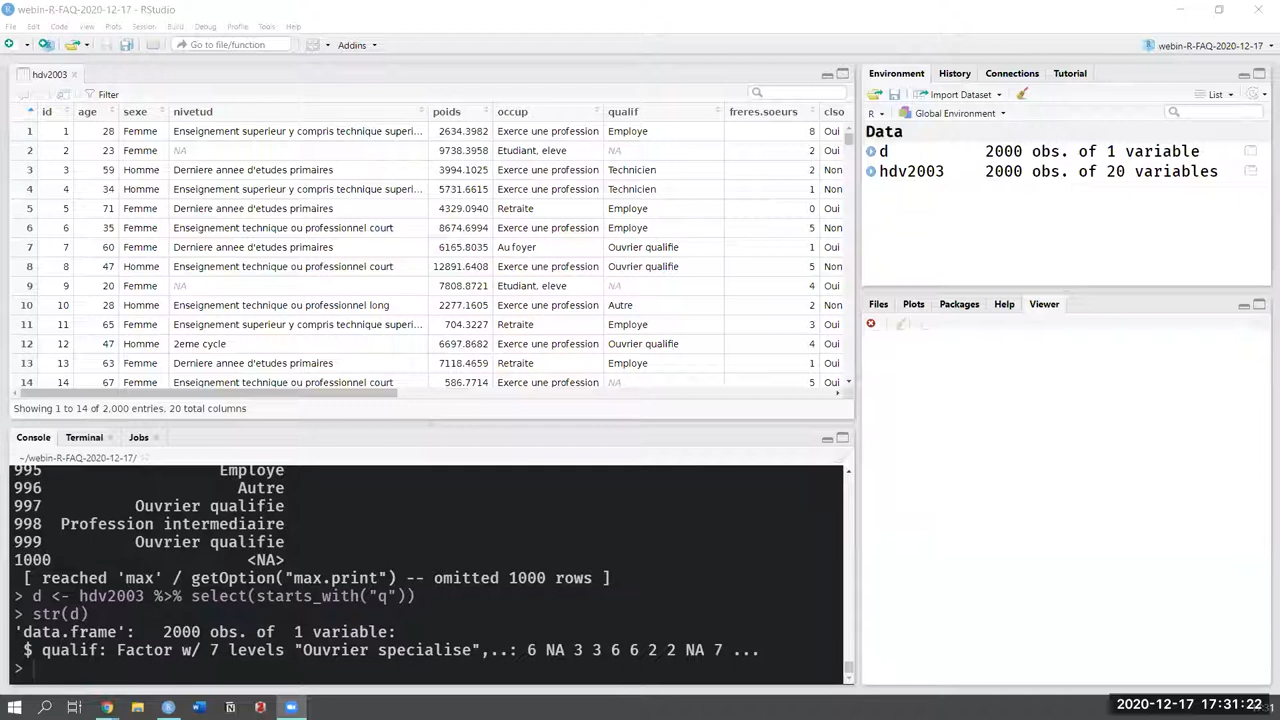 webin-R-FAQ-2020-12-17 - RStudio
File Edit Code View Plots Session Build Debug Profile Tools Help
Go to file/function Addins webin-R-FAQ-2020-12-17
hdv2003
Filter
id age sexe nivetud poids occup qualif freres.soeurs clso
1 1 28 Femme Enseignement superieur y compris technique superi... 2634.3982 Exerce une profession Employe 8 Oui
2 2 23 Femme NA 9738.3958 Etudiant, eleve NA 2 Oui
3 3 59 Homme Derniere annee d'etudes primaires 3994.1025 Exerce une profession Technicien 2 Non
4 4 34 Homme Enseignement superieur y compris technique superi... 5731.6615 Exerce une profession Technicien 1 Non
5 5 71 Femme Derniere annee d'etudes primaires 4329.0940 Retraite Employe 0 Oui
6 6 35 Femme Enseignement technique ou professionnel court 8674.6994 Exerce une profession Employe 5 Non
7 7 60 Femme Derniere annee d'etudes primaires 6165.8035 Au foyer Ouvrier qualifie 1 Oui
8 8 47 Homme Enseignement technique ou professionnel court 12891.6408 Exerce une profession Ouvrier qualifie 5 Non
9 9 20 Femme NA 7808.8721 Etudiant, eleve NA 4 Oui
10 10 28 Homme Enseignement technique ou professionnel long 2277.1605 Exerce une profession Autre 2 Non
11 11 65 Femme Enseignement superieur y compris technique superi... 704.3227 Retraite Employe 3 Oui
12 12 47 Homme 2eme cycle 6697.8682 Exerce une profession Ouvrier qualifie 4 Oui
13 13 63 Femme Derniere annee d'etudes primaires 7118.4659 Retraite Employe 1 Oui
14 14 67 Femme Enseignement technique ou professionnel court 586.7714 Exerce une profession NA 5 Oui
Showing 1 to 14 of 2,000 entries, 20 total columns
Console Terminal Jobs
~/webin-R-FAQ-2020-12-17/
995 Employe
996 Autre
997 Ouvrier qualifie
998 Profession intermediaire
999 Ouvrier qualifie
1000 <NA>
[ reached 'max' / getOption("max.print") -- omitted 1000 rows ]
> d <- hdv2003 %>% select(starts_with("q"))
> str(d)
'data.frame': 2000 obs. of 1 variable:
$ qualif: Factor w/ 7 levels "Ouvrier specialise",..: 6 NA 3 3 6 6 2 2 NA 7 ...
>
Environment History Connections Tutorial
Import Dataset List
R Global Environment
Data
d 2000 obs. of 1 variable
hdv2003 2000 obs. of 20 variables
Files Plots Packages Help Viewer
2020-12-17 17:31:22